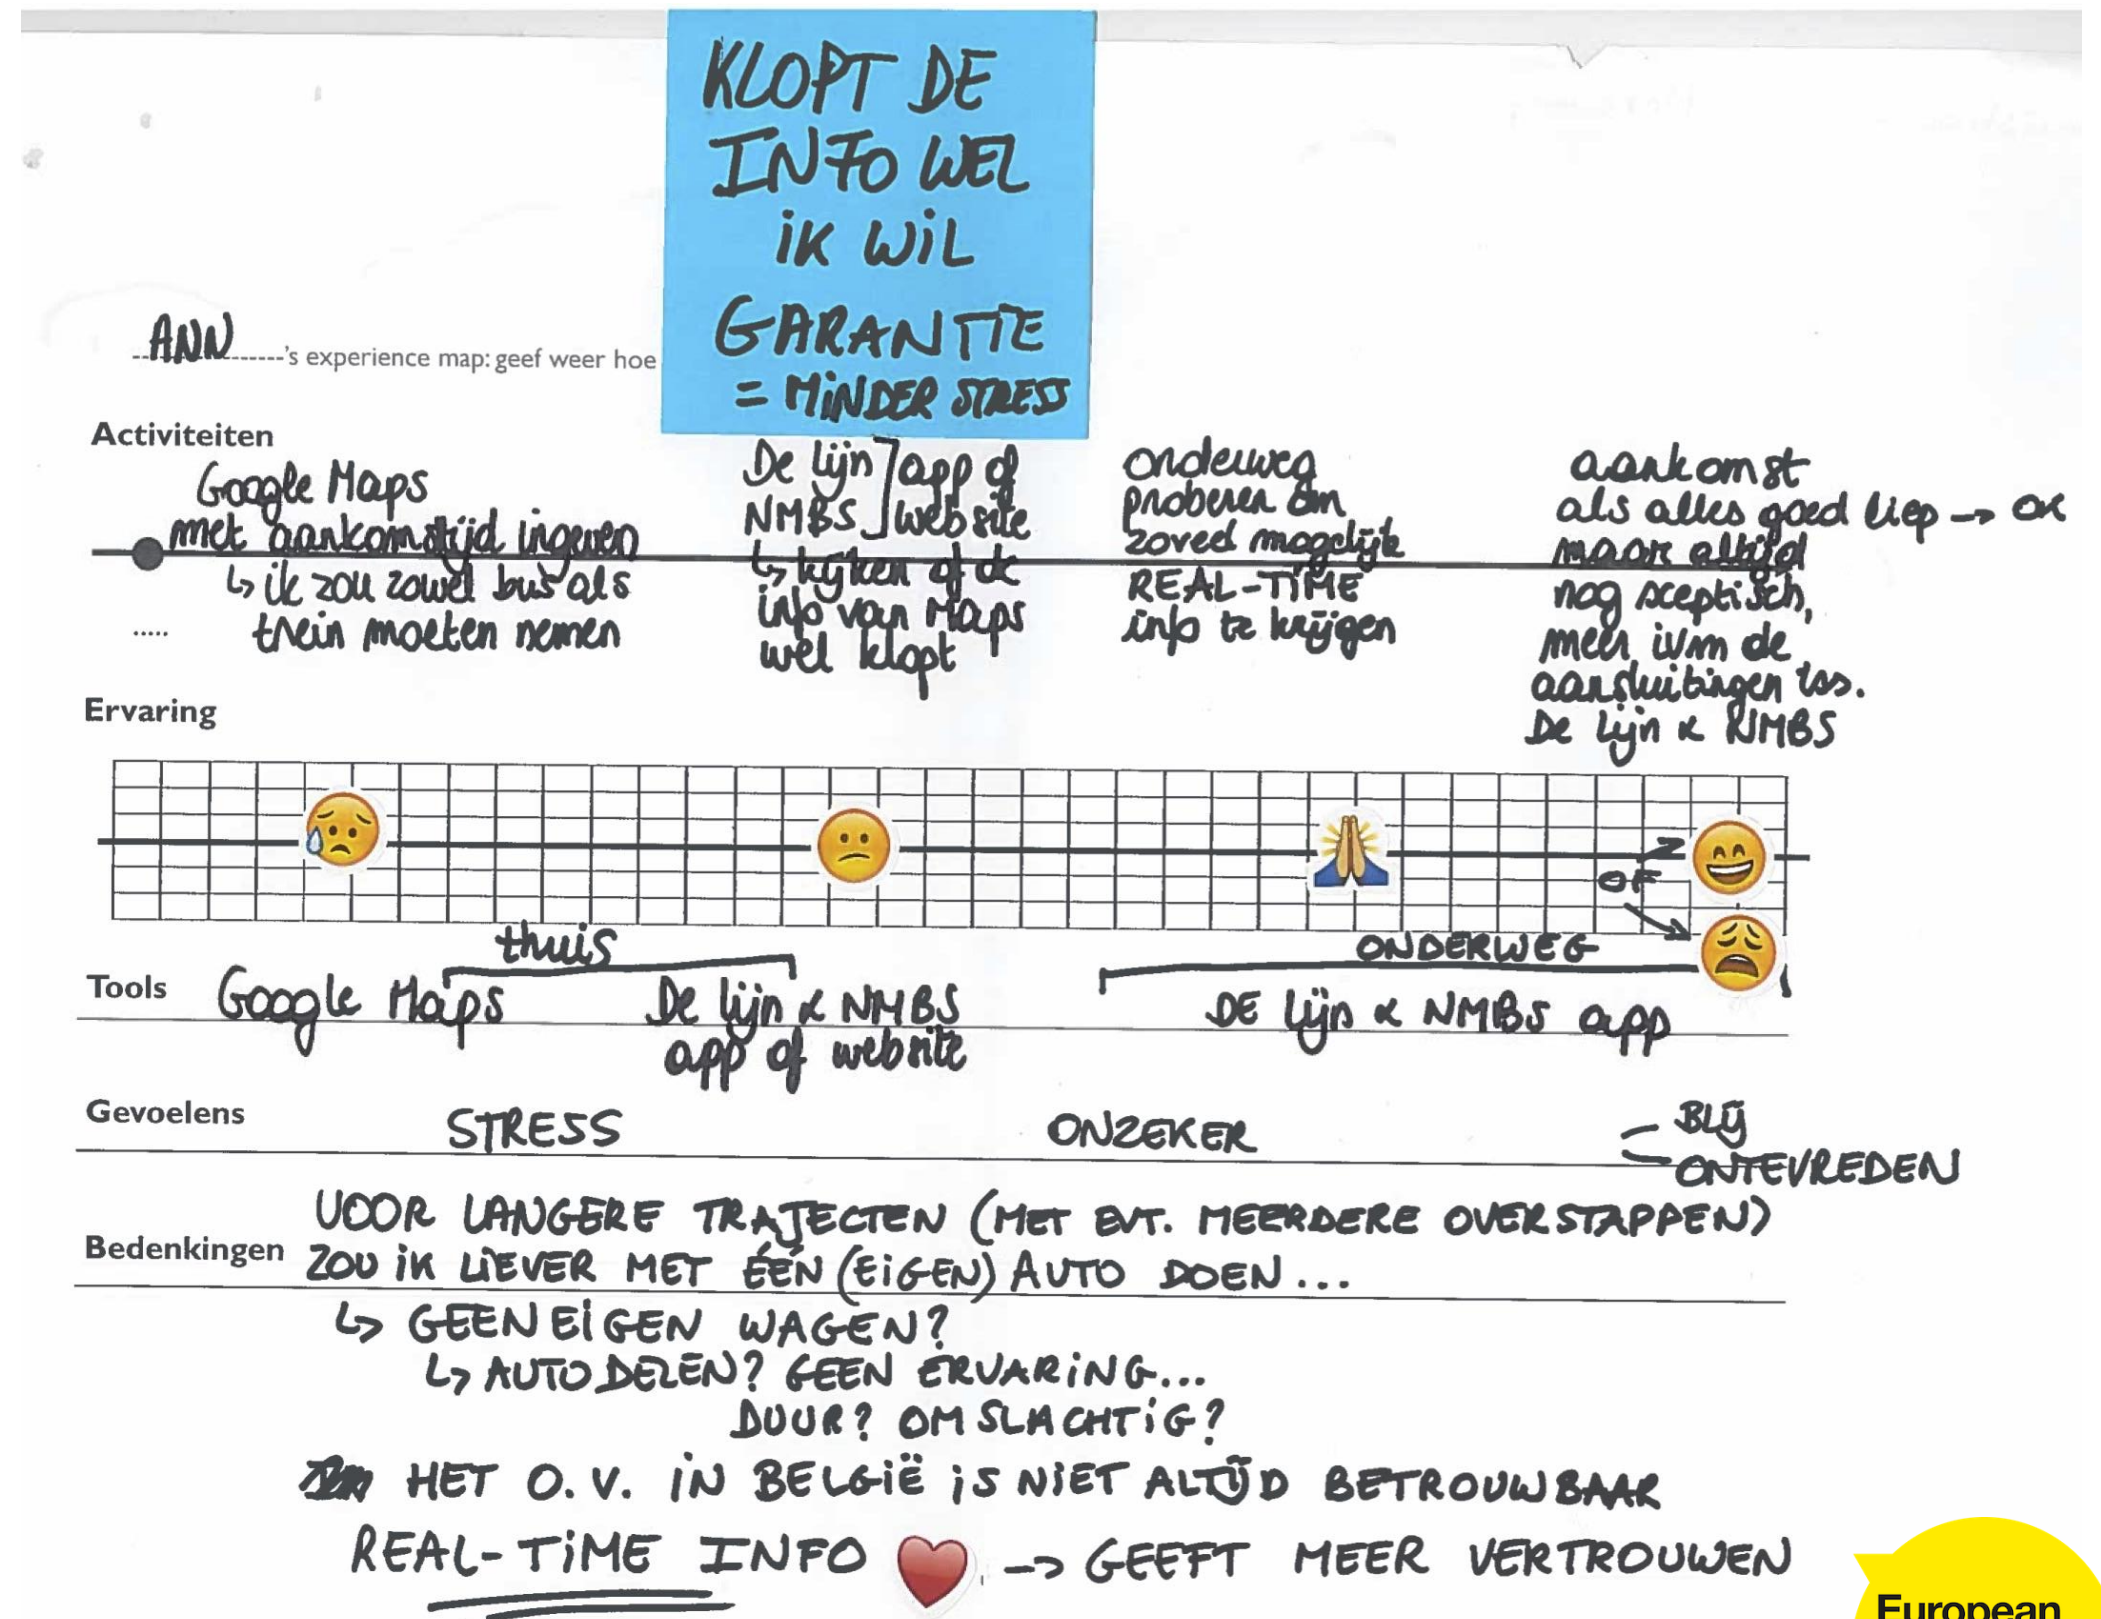 KLOPT DE
INFO WEL
iK WiL
GARANTIE
= MiNDER STRESS
ANN's experience map: geef weer hoe
Activiteiten
Google Maps
met aankomstijd ingeven
↳ ik zou zowel bus als
trein moeten nemen
.....
De Lijn ] app of
NMBS ] website
↳ kijken of de
info van Maps
wel klopt
onderweg
proberen om
zoveel mogelijk
REAL-TIME
info te krijgen
aankomst
als alles goed liep → OK
maar altijd
nog sceptisch,
meer ivm de
aansluitingen tss.
De Lijn & NMBS
Ervaring
OF
thuis
ONDERWEG
Tools
Google Maps
De Lijn & NMBS
app of website
DE Lijn & NMBS app
Gevoelens
STRESS
ONZEKER
BLIJ
ONTEVREDEN
Bedenkingen
VOOR LANGERE TRAJECTEN (MET EVT. MEERDERE OVERSTAPPEN)
ZOU iK LIEVER MET ÉÉN (EiGEN) AUTO DOEN...
↳ GEEN EIGEN WAGEN?
↳ AUTODELEN? GEEN ERVARiNG...
DUUR? OMSLACHTiG?
HET O.V. iN BELGIË iS NIET ALTIJD BETROUWBAAR
REAL-TiME INFO ❤ → GEEFT MEER VERTROUWEN
European